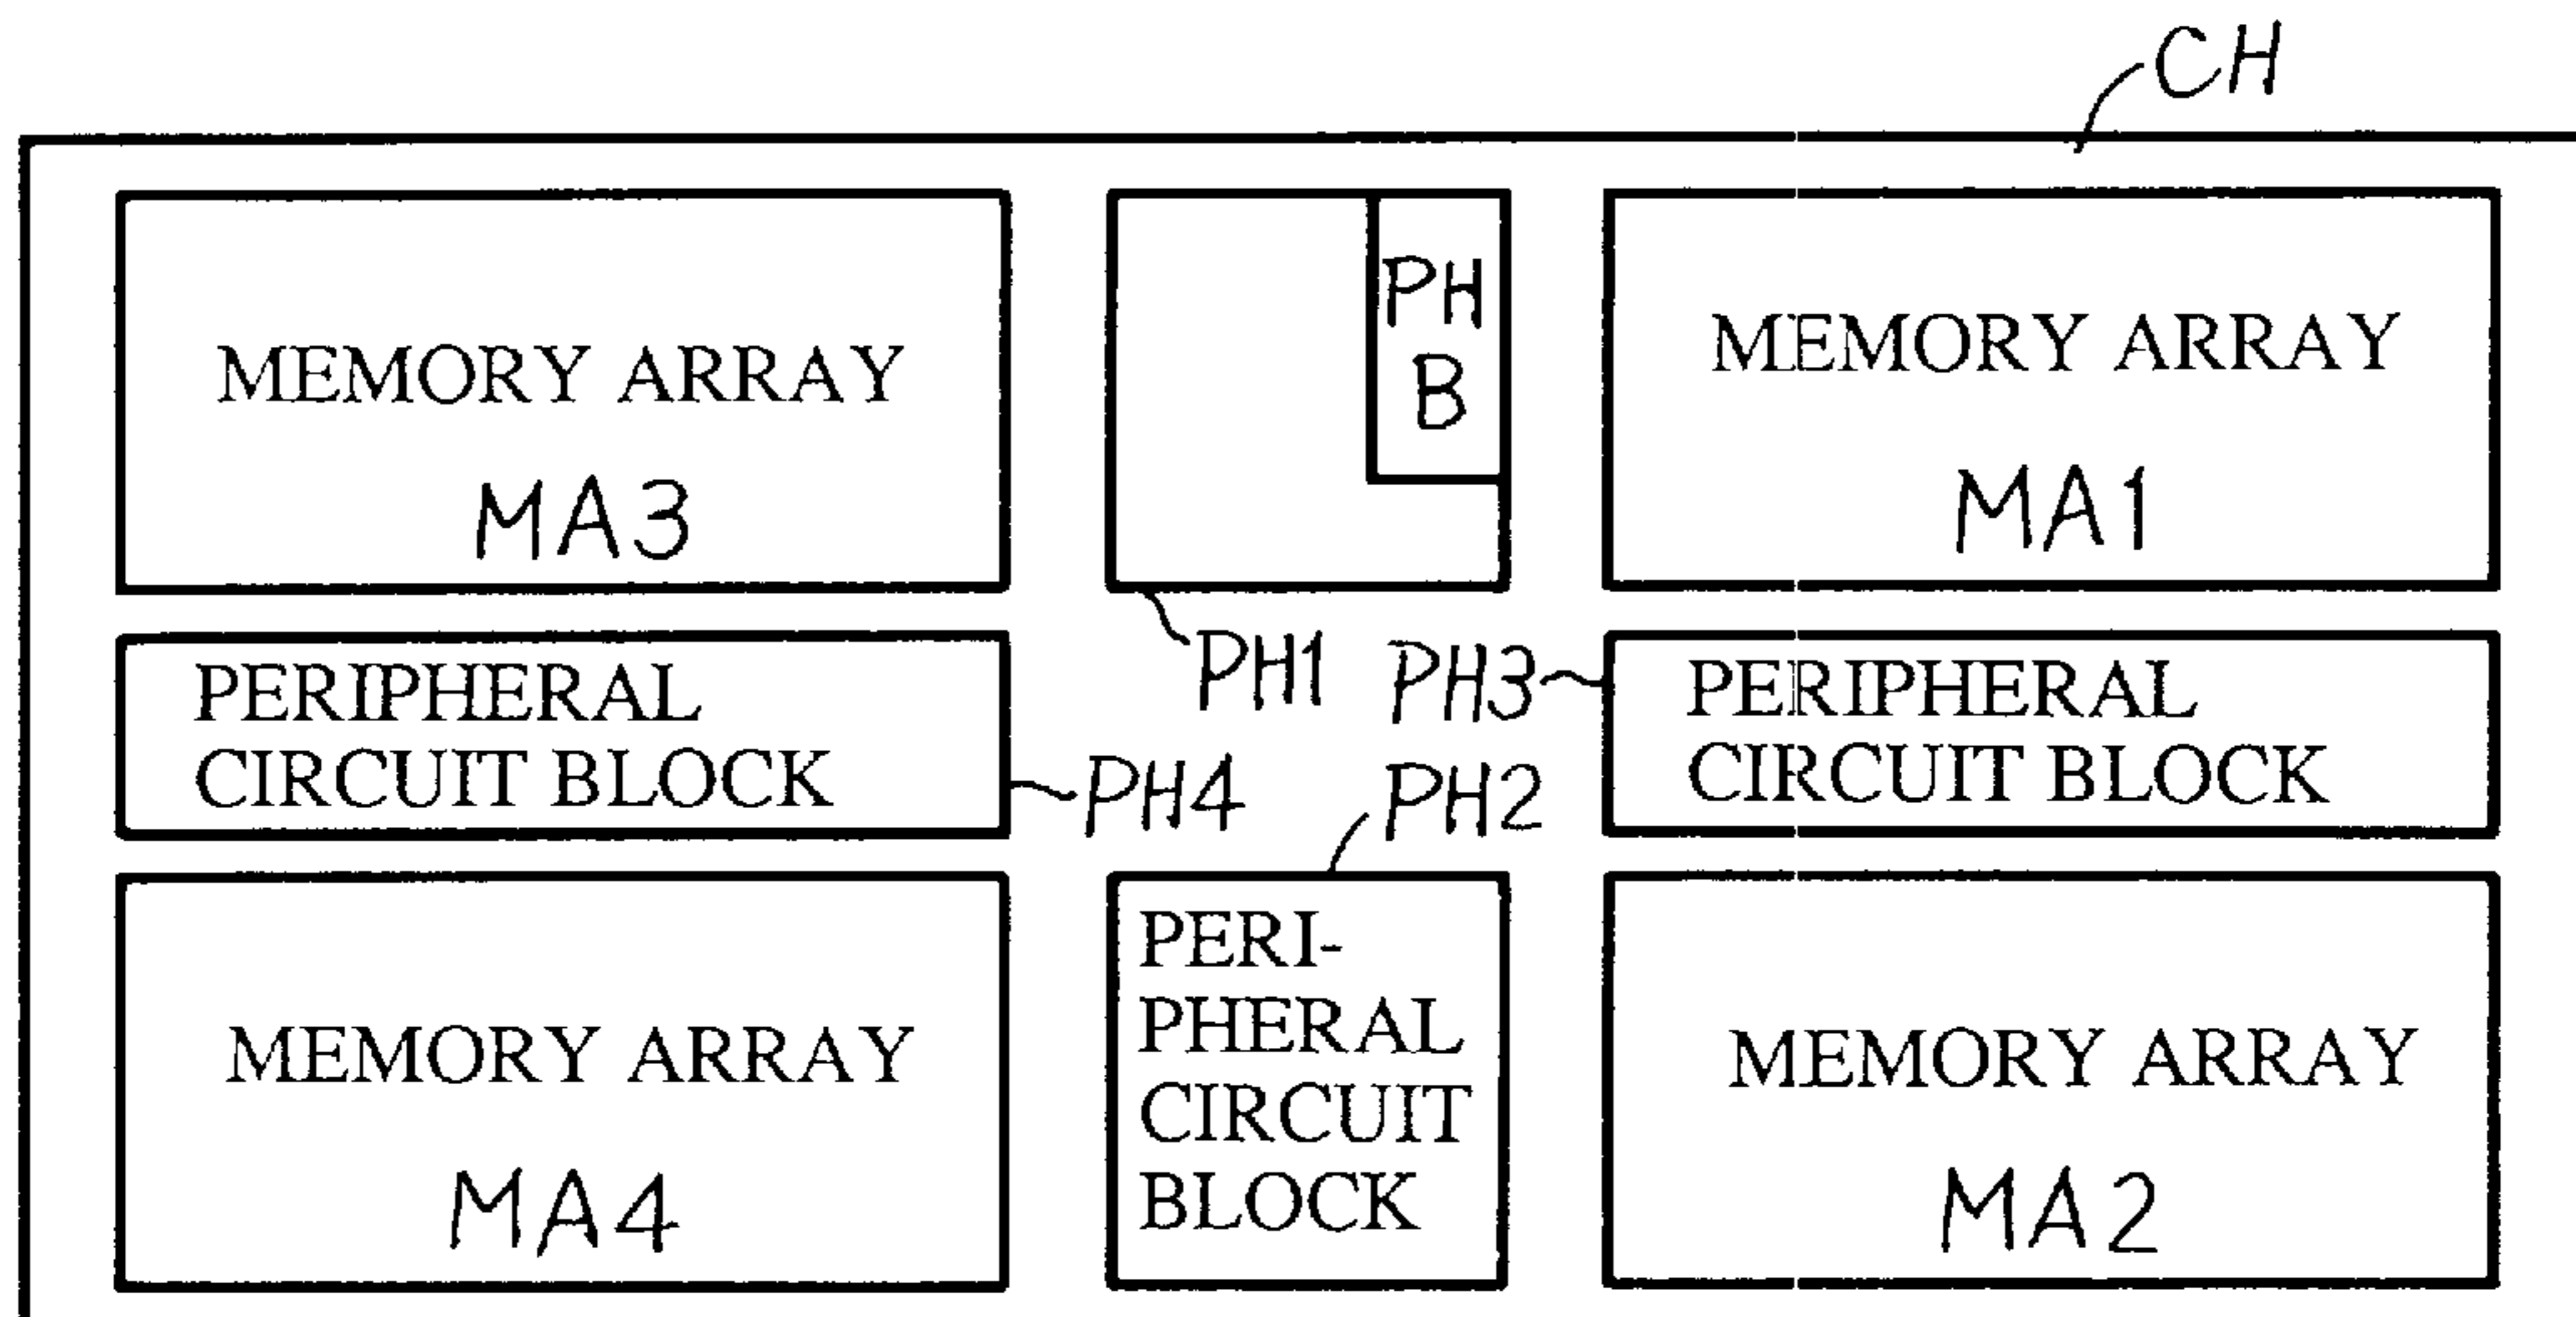 CH
MEMORY ARRAY
MA3
PH
B
MEMORY ARRAY
MA1
PH1
PERIPHERAL
CIRCUIT BLOCK
PH4
PH3
PERIPHERAL
CIRCUIT BLOCK
PH2
MEMORY ARRAY
MA4
PERI-
PHERAL
CIRCUIT
BLOCK
MEMORY ARRAY
MA2